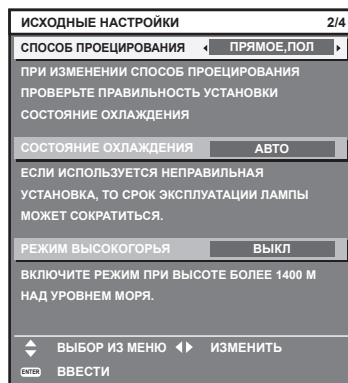 ИСХОДНЫЕ НАСТРОЙКИ 2/4
СПОСОБ ПРОЕЦИРОВАНИЯ ПРЯМОЕ,ПОЛ
ПРИ ИЗМЕНЕНИИ СПОСОБ ПРОЕЦИРОВАНИЯ
ПРОВЕРЬТЕ ПРАВИЛЬНОСТЬ УСТАНОВКИ
СОСТОЯНИЕ ОХЛАЖДЕНИЯ
СОСТОЯНИЕ ОХЛАЖДЕНИЯ АВТО
ЕСЛИ ИСПОЛЬЗУЕТСЯ НЕПРАВИЛЬНАЯ
УСТАНОВКА, ТО СРОК ЭКСПЛУАТАЦИИ ЛАМПЫ
МОЖЕТ СОКРАТИТЬСЯ.
РЕЖИМ ВЫСОКОГОРЬЯ ВЫКЛ
ВКЛЮЧИТЕ РЕЖИМ ПРИ ВЫСОТЕ БОЛЕЕ 1400 М
НАД УРОВНЕМ МОРЯ.
ВЫБОР ИЗ МЕНЮ ИЗМЕНИТЬ
ENTER ВВЕСТИ